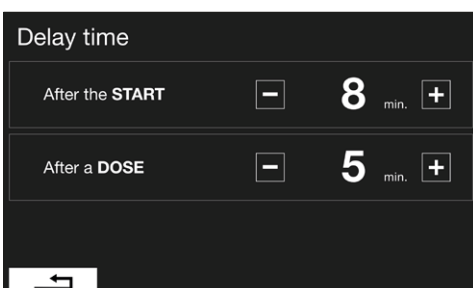 Delay time
After the START − 8 min. +
After a DOSE − 5 min. +